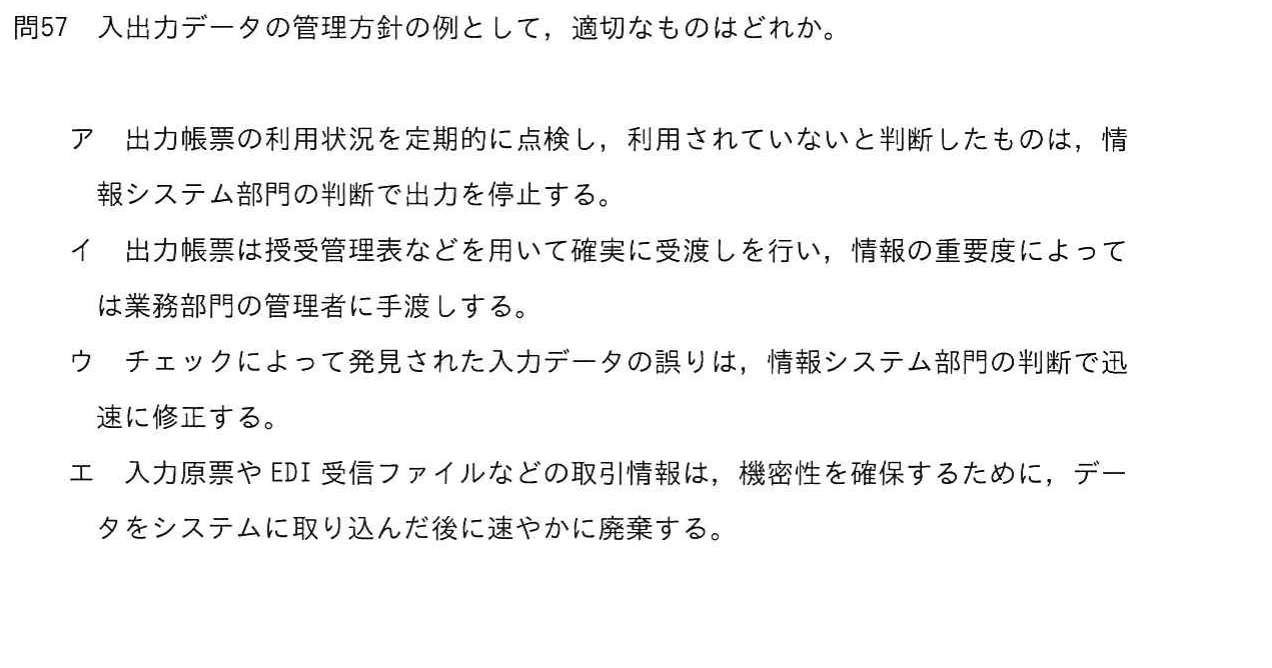 問57　入出力データの管理方針の例として，適切なものはどれか。
ア　出力帳票の利用状況を定期的に点検し，利用されていないと判断したものは，情
報システム部門の判断で出力を停止する。
イ　出力帳票は授受管理表などを用いて確実に受渡しを行い，情報の重要度によって
は業務部門の管理者に手渡しする。
ウ　チェックによって発見された入力データの誤りは，情報システム部門の判断で迅
速に修正する。
エ　入力原票や EDI 受信ファイルなどの取引情報は，機密性を確保するために，デー
タをシステムに取り込んだ後に速やかに廃棄する。